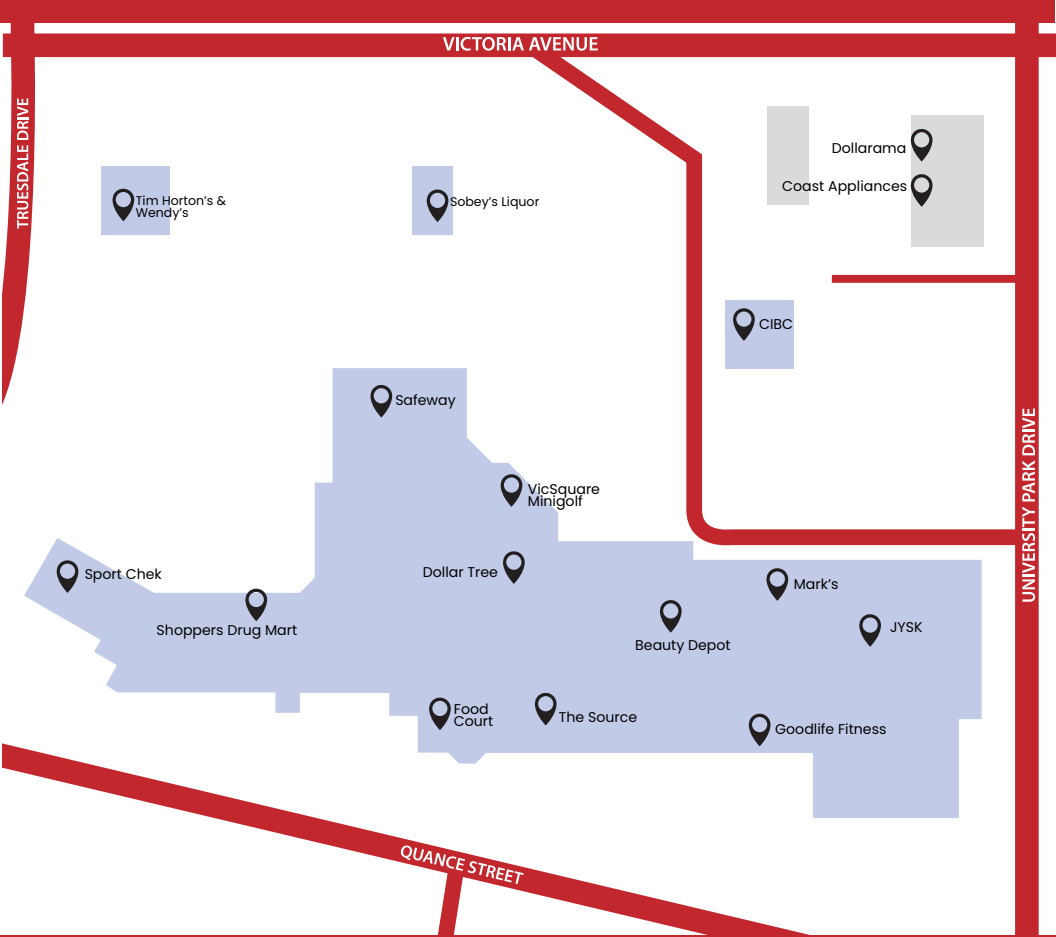 VICTORIA AVENUE
TRUESDALE DRIVE
Dollarama
Coast Appliances
Tim Horton's &
Wendy's
Sobey's Liquor
CIBC
Safeway
UNIVERSITY PARK DRIVE
VicSquare
Minigolf
Sport Chek
Dollar Tree
Mark's
Shoppers Drug Mart
JYSK
Beauty Depot
Food
Court
The Source
Goodlife Fitness
QUANCE STREET